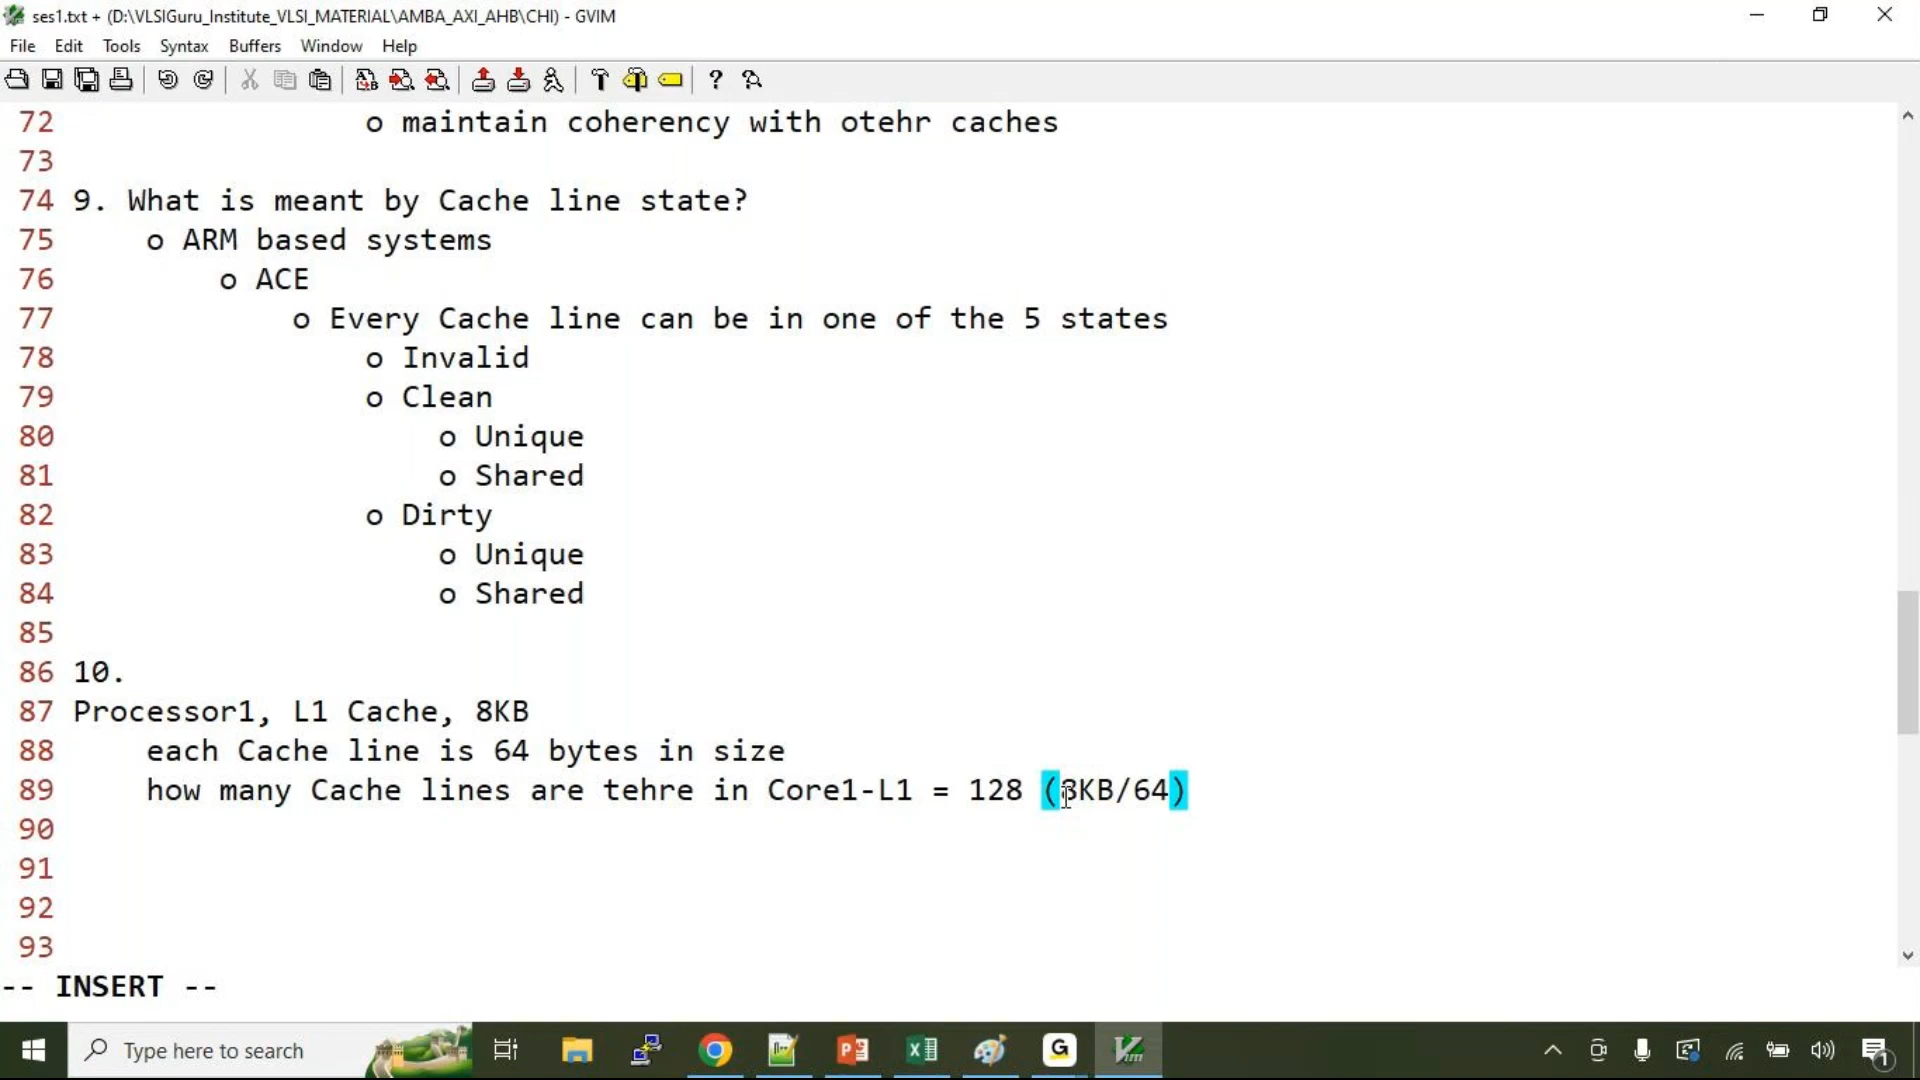 ses1.txt + (D:\VLSIGuru_Institute_VLSI_MATERIAL\AMBA_AXI_AHB\CHI) - GVIM
File Edit Tools Syntax Buffers Window Help
72 o maintain coherency with otehr caches
73
74 9. What is meant by Cache line state?
75 o ARM based systems
76 o ACE
77 o Every Cache line can be in one of the 5 states
78 o Invalid
79 o Clean
80 o Unique
81 o Shared
82 o Dirty
83 o Unique
84 o Shared
85
86 10.
87 Processor1, L1 Cache, 8KB
88 each Cache line is 64 bytes in size
89 how many Cache lines are tehre in Core1-L1 = 128 (8KB/64)
90
91
92
93
-- INSERT --
Type here to search